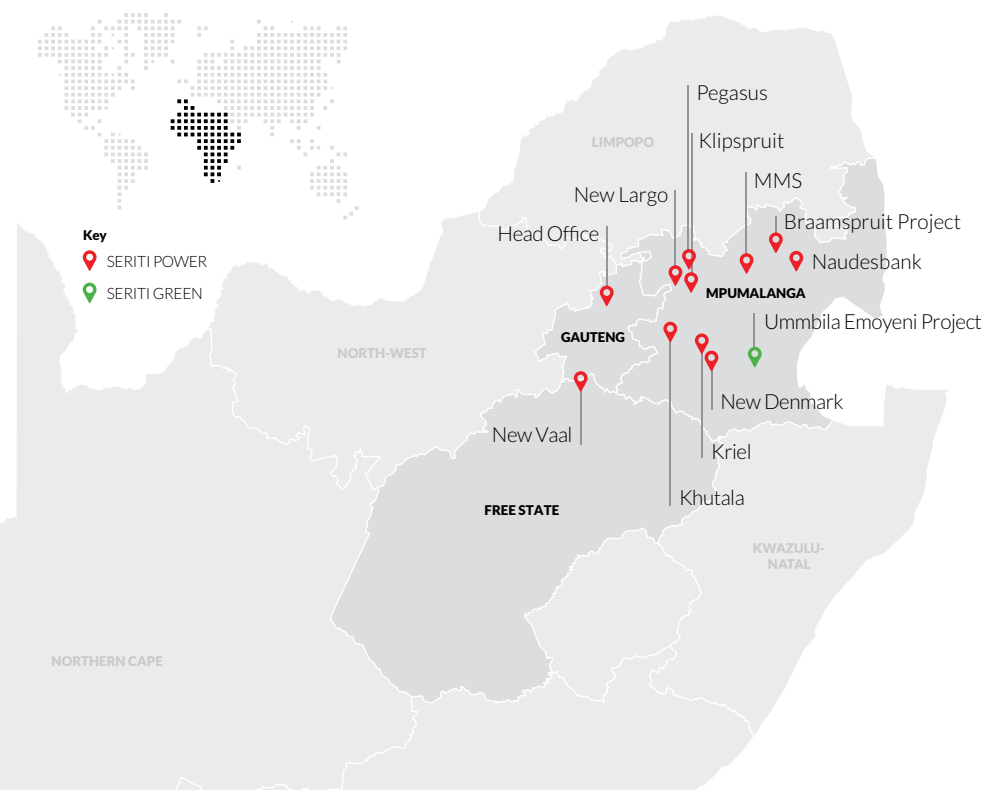 Pegasus
LIMPOPO
Klipspruit
MMS
New Largo
Braamspruit Project
Head Office
Key
SERITI POWER
Naudesbank
SERITI GREEN
MPUMALANGA
Ummbila Emoyeni Project
GAUTENG
NORTH-WEST
New Denmark
New Vaal
Kriel
Khutala
FREE STATE
KWAZULU-
NATAL
NORTHERN CAPE